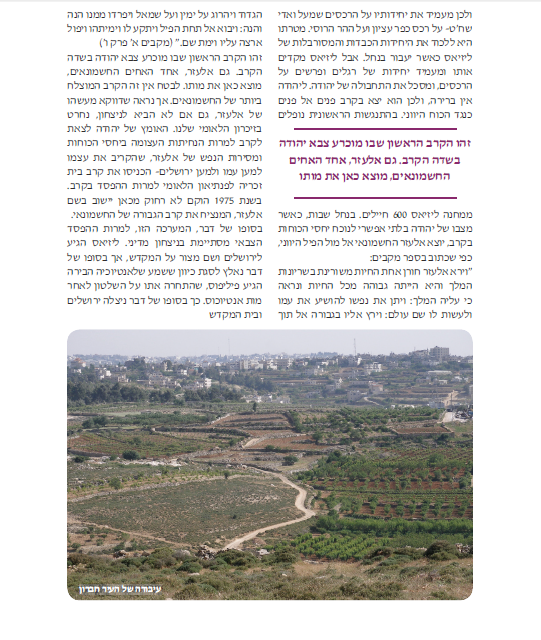 ולכן מעמיד את יחידותיו על הרכסים שמעל ואדי
שח'ט- על רכס כפר עציון ועל ההר הרוסי. מטרתו
היא ללכוד את היחידות הכבדות והמסורבלות של
ליזיאס כאשר יעבור בנחל. אבל ליזיאס מקדים
אותו ומעמיד יחידות של רגלים ופרשים על
הרכסים, ומסכל את התחבולה של יהודה. ליהודה
אין ברירה, ולכן הוא יצא בקרב פנים אל פנים
כנגד הכוח היווני. בהתנגשות הראשונית נופלים
זהו הקרב הראשון שבו מוכרע צבא יהודה
בשדה הקרב. גם אלעזר, אחד האחים
החשמונאים, מוצא כאן את מותו
ממחנה ליזיאס 600 חיילים. בנחל שבות, כאשר
מצבו של יהודה בלתי אפשרי לנוכח יחסי הכוחות
בקרב, יוצא אלעזר החשמונאי אל מול הפיל היווני,
כפי שכתוב בספר מקבים:
"וירא אלעזר חורן אחת החיות משורינת בשריונות
המלך והיא הייתה גבוהה מכל החיות ונראה
כי עליה המלך: ויתן את נפשו להושיע את עמו
ולעשות לו שם עולם: וירץ אליו בגבורה אל תוך
הגדוד ויהרוג על ימין ועל שמאל ויפרדו ממנו הנה
והנה: ויבוא אל תחת הפיל ויתקע לו וימיתהו ויפול
ארצה עליו וימת שם." (מקבים א' פרק ו')
זהו הקרב הראשון שבו מוכרע צבא יהודה בשדה
הקרב. גם אלעזר, אחד האחים החשמונאים,
מוצא כאן את מותו. לבטח אין זה הקרב המוצלח
ביותר של החשמונאים. אך נראה שדווקא מעשהו
של אלעזר, גם אם לא הביא לניצחון, נחרט
בזיכרון הלאומי שלנו. האומץ של יהודה לצאת
לקרב למרות הנחיתות העצומה ביחסי הכוחות
ומסירות הנפש של אלעזר, שהקריב את עצמו
למען עמו ולמען ירושלים- הכניסו את קרב בית
זכריה לפנתיאון הלאומי למרות ההפסד בקרב.
בשנת 1975 הוקם לא רחוק מכאן יישוב בשם
אלעזר, המנציח את קרב הגבורה של החשמונאי.
בסופו של דבר, המערכה הזו, למרות ההפסד
הצבאי מסתיימת בניצחון מדיני. ליזיאס הגיע
לירושלים ושם מצור על המקדש, אך בסופו של
דבר נאלץ לסגת כיוון ששמע שלאנטיוכיה הבירה
הגיע פיליפוס, שהתחרה אתו על השלטון לאחר
מות אנטיוכוס. כך בסופו של דבר ניצלה ירושלים
ובית המקדש
עיבורה של העיר חברון